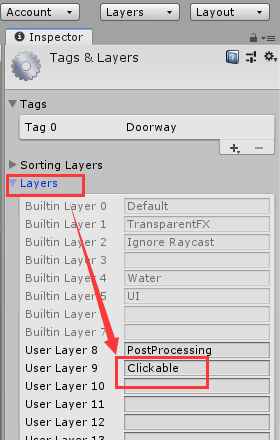 Account Layers Layout
Inspector
Tags & Layers
Tags
Tag 0 Doorway
Sorting Layers
Layers
Builtin Layer 0 Default
Builtin Layer 1 TransparentFX
Builtin Layer 2 Ignore Raycast
Builtin Layer 3
Builtin Layer 4 Water
Builtin Layer 5 UI
Builtin Layer 6
Builtin Layer 7
User Layer 8 PostProcessing
User Layer 9 Clickable
User Layer 10
User Layer 11
User Layer 12
User Layer 13